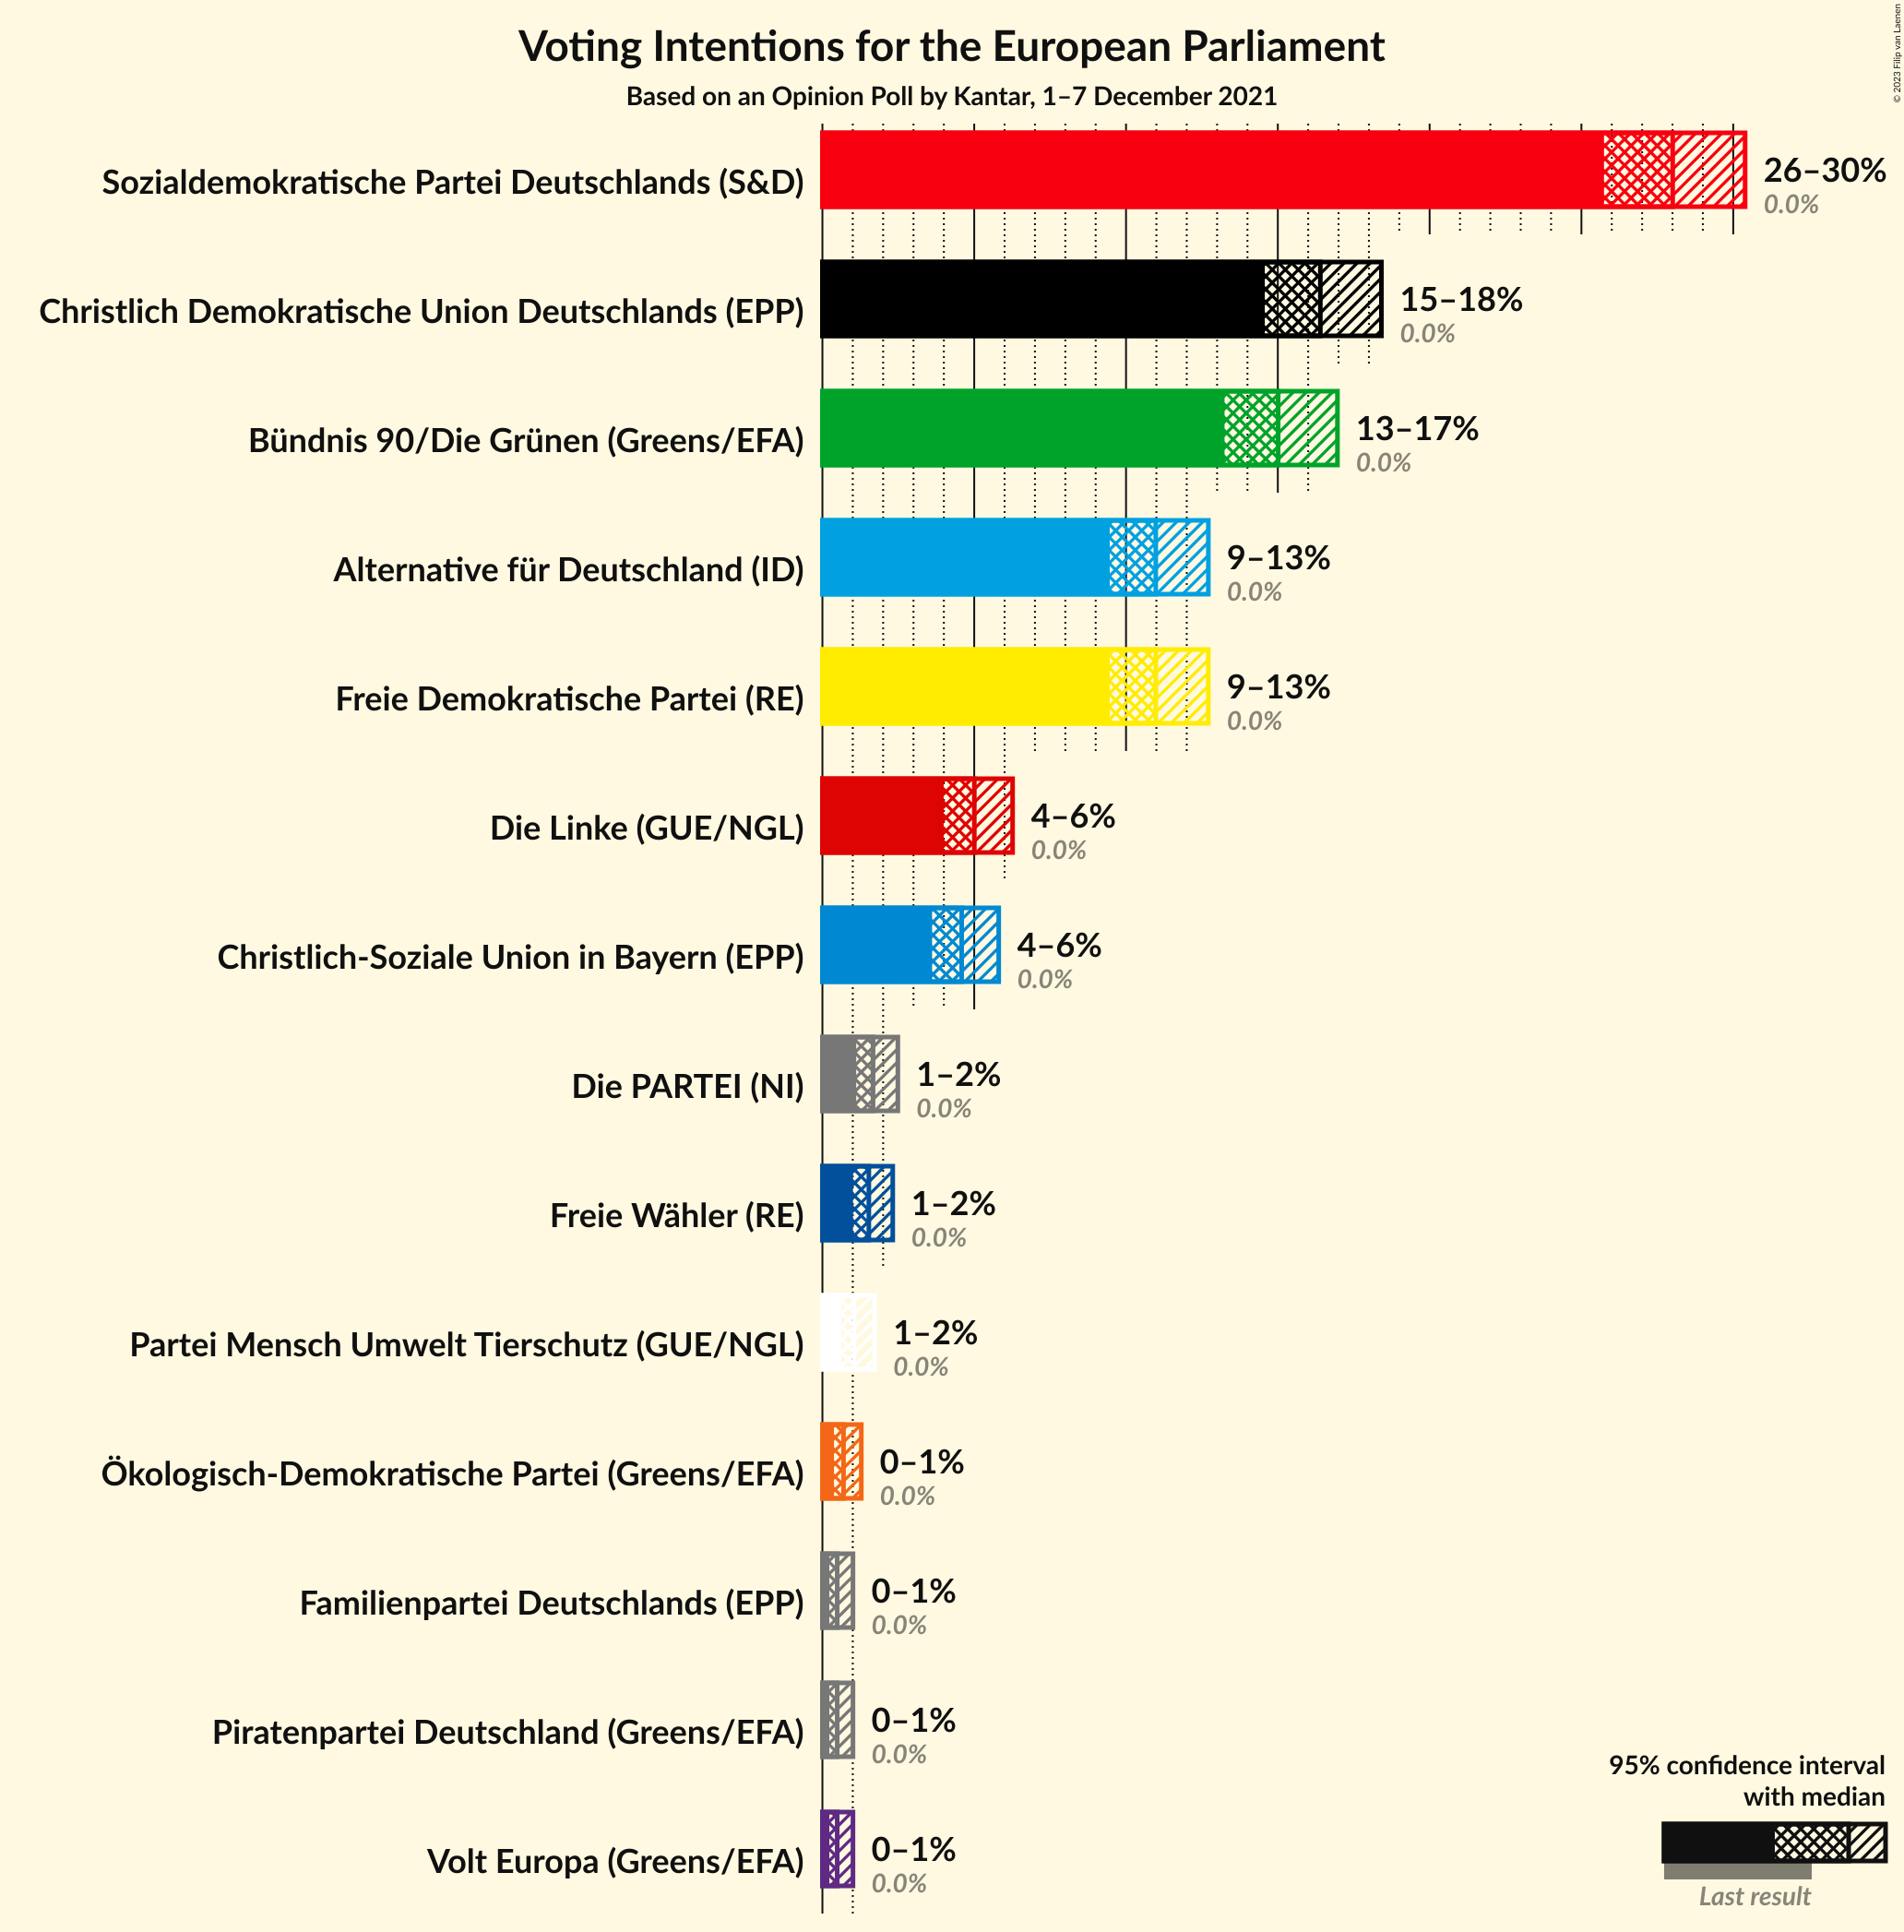 Voting Intentions for the European Parliament
Based on an Opinion Poll by Kantar, 1–7 December 2021
© 2023 Filip van Laenen
Sozialdemokratische Partei Deutschlands (S&D)
26–30%
0.0%
Christlich Demokratische Union Deutschlands (EPP)
15–18%
0.0%
Bündnis 90/Die Grünen (Greens/EFA)
13–17%
0.0%
Alternative für Deutschland (ID)
9–13%
0.0%
Freie Demokratische Partei (RE)
9–13%
0.0%
Die Linke (GUE/NGL)
4–6%
0.0%
Christlich-Soziale Union in Bayern (EPP)
4–6%
0.0%
Die PARTEI (NI)
1–2%
0.0%
Freie Wähler (RE)
1–2%
0.0%
Partei Mensch Umwelt Tierschutz (GUE/NGL)
1–2%
0.0%
Ökologisch-Demokratische Partei (Greens/EFA)
0–1%
0.0%
Familienpartei Deutschlands (EPP)
0–1%
0.0%
Piratenpartei Deutschland (Greens/EFA)
0–1%
0.0%
Volt Europa (Greens/EFA)
0–1%
0.0%
95% confidence interval
with median
Last result